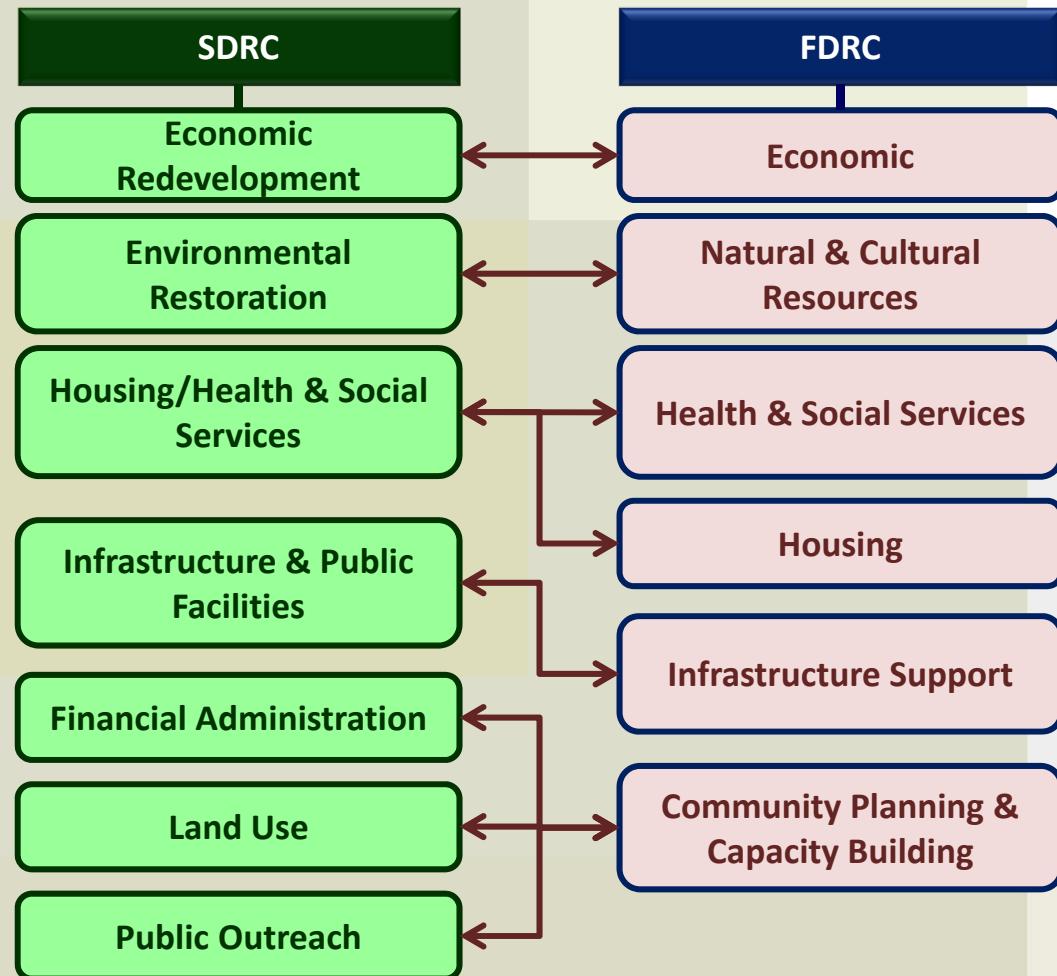 SDRC
Economic
Redevelopment
Environmental
Restoration
Housing/Health & Social
Services
Infrastructure & Public
Facilities
Financial Administration
Land Use
Public Outreach
FDRC
Economic
Natural & Cultural
Resources
Health & Social Services
Housing
Infrastructure Support
Community Planning &
Capacity Building